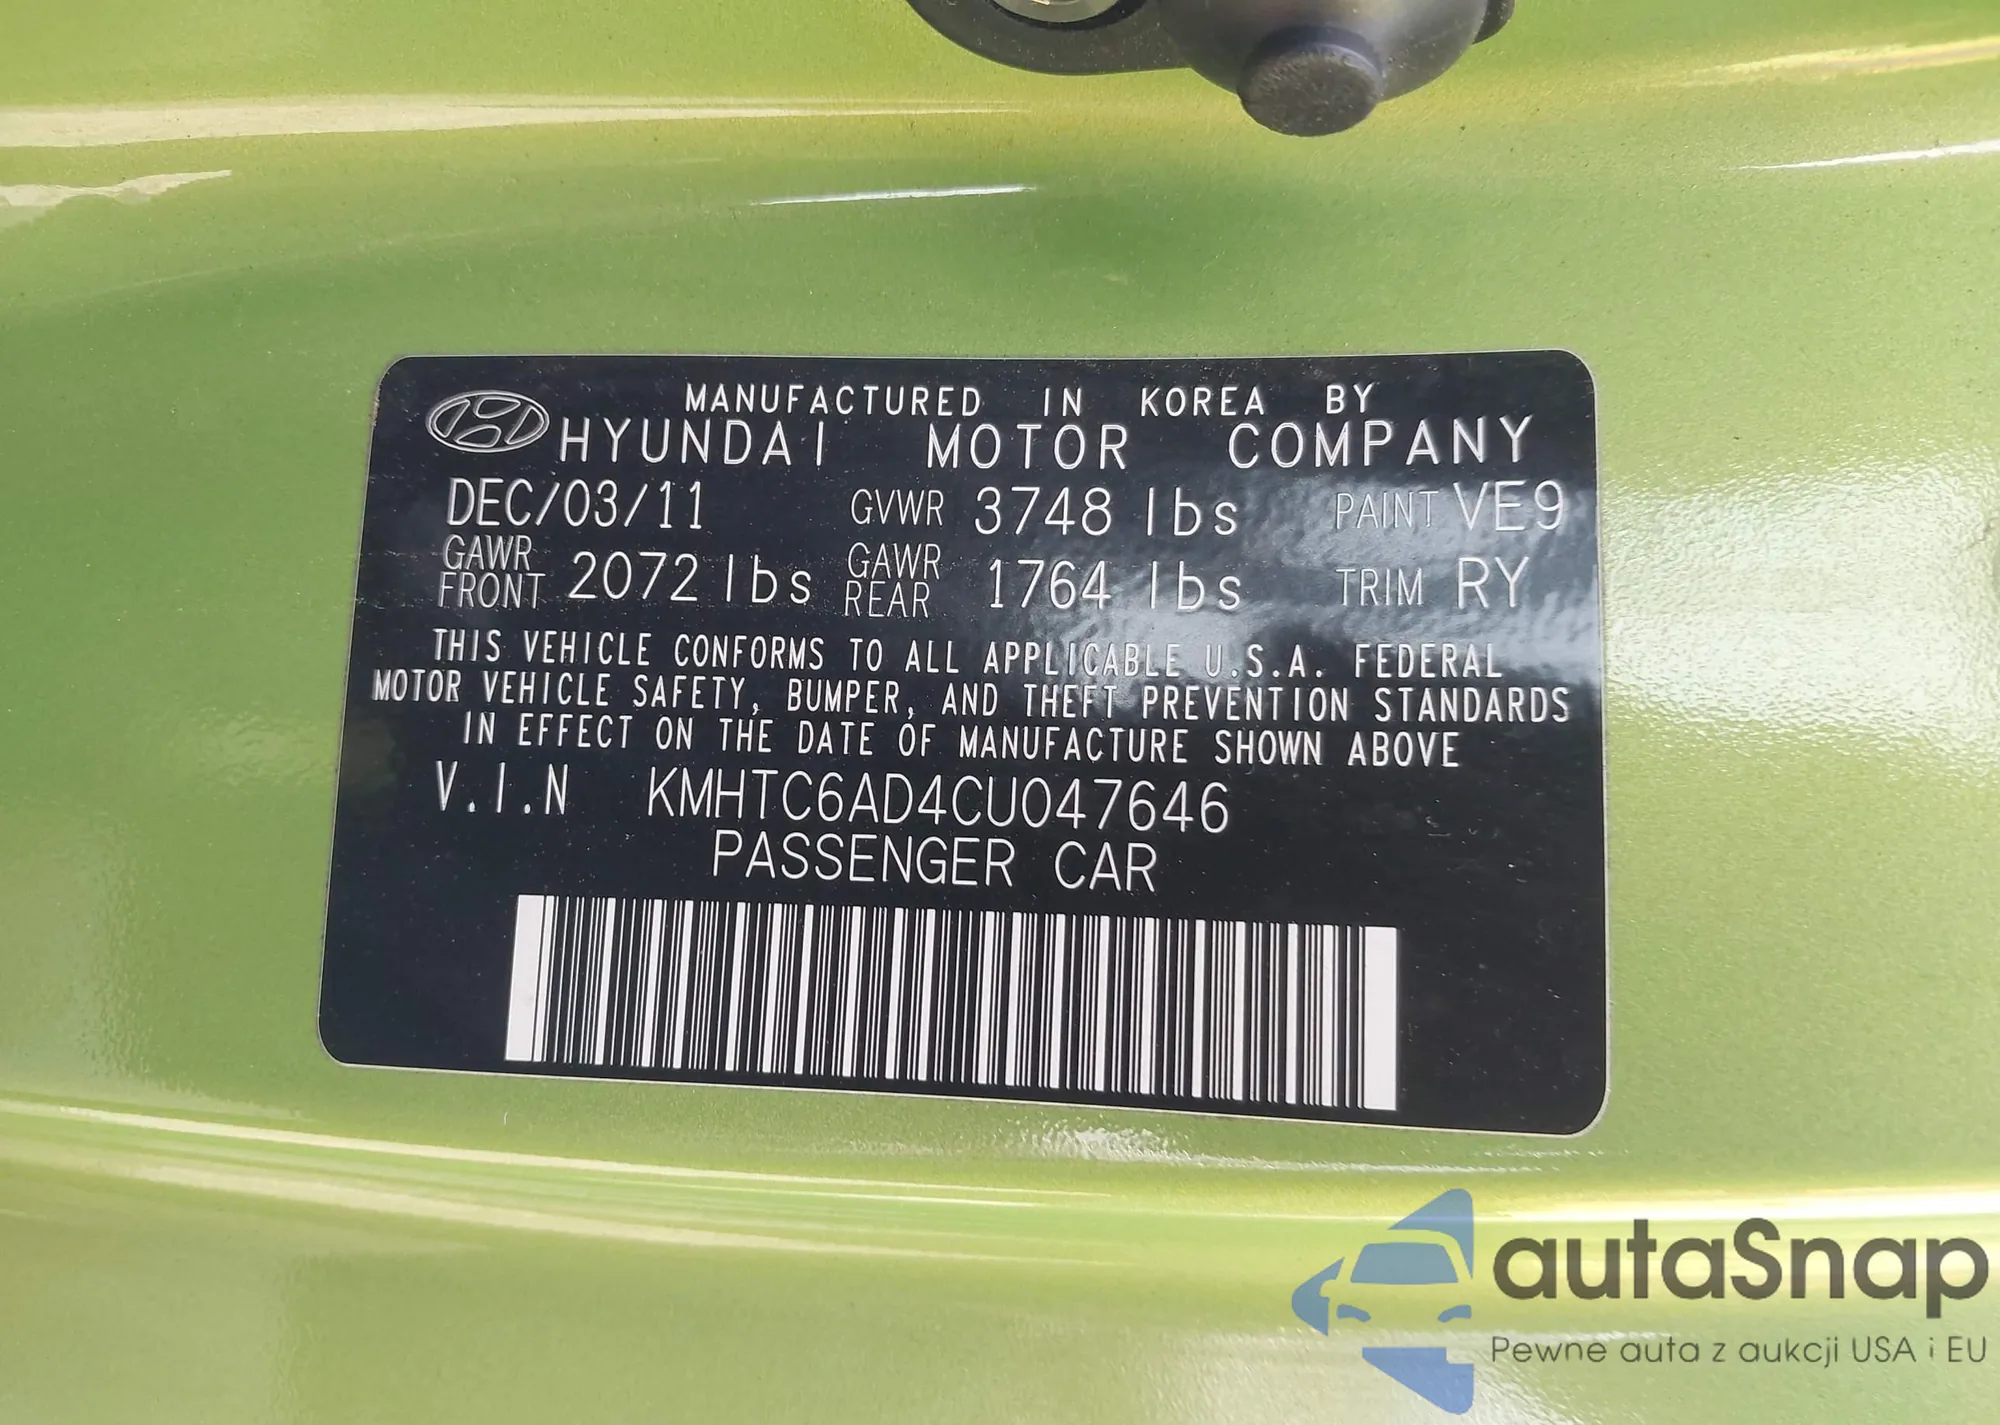 MANUFACTURED IN KOREA BY
HYUNDAI MOTOR COMPANY
DEC/03/11 GVWR 3748 lbs PAINT VE9
GAWR FRONT 2072 lbs GAWR REAR 1764 lbs TRIM RY
THIS VEHICLE CONFORMS TO ALL APPLICABLE U.S.A. FEDERAL
MOTOR VEHICLE SAFETY, BUMPER, AND THEFT PREVENTION STANDARDS
IN EFFECT ON THE DATE OF MANUFACTURE SHOWN ABOVE
V.I.N KMHTC6AD4CU047646
PASSENGER CAR
autaSnap
Pewne auta z aukcji USA i EU